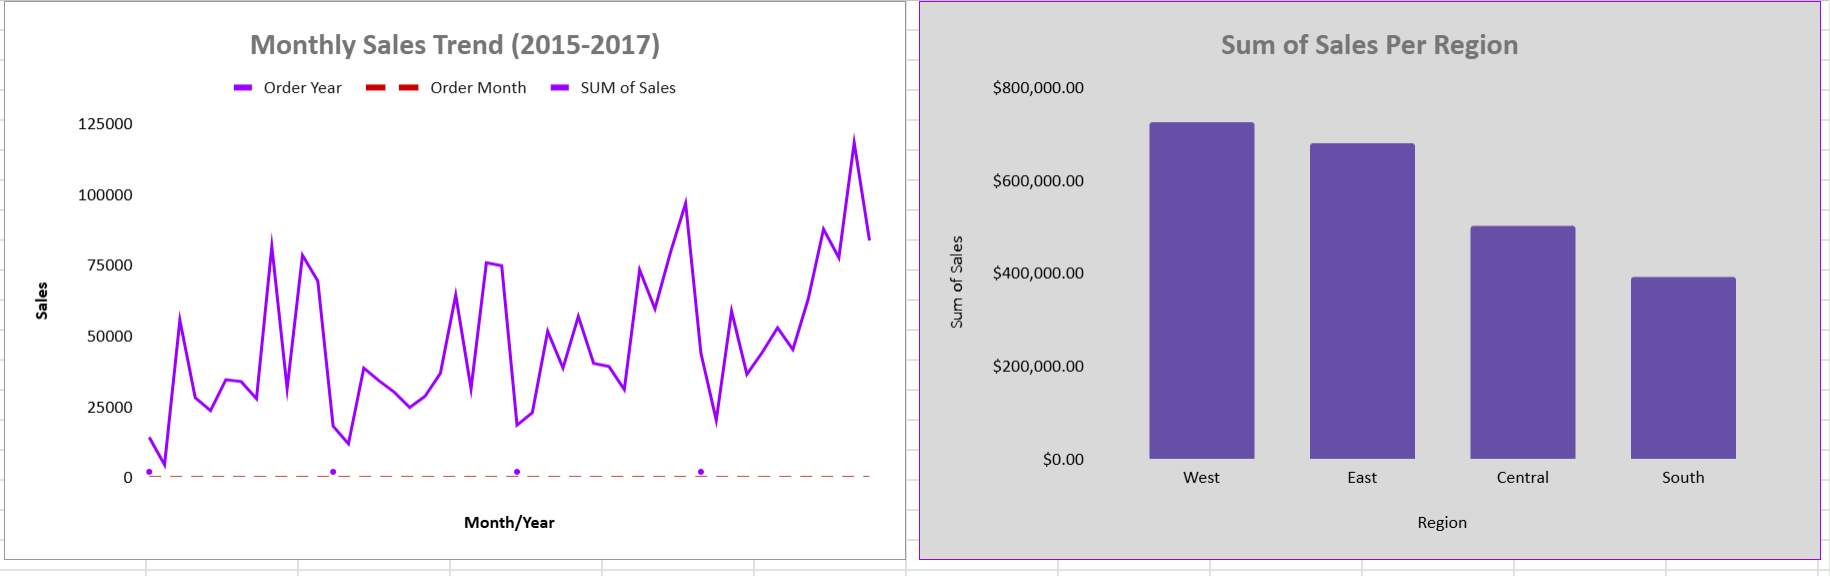 Monthly Sales Trend (2015-2017)
Order Year Order Month SUM of Sales
125000
100000
75000
50000
25000
0
Sales
Month/Year
Sum of Sales Per Region
$800,000.00
$600,000.00
$400,000.00
$200,000.00
$0.00
Sum of Sales
West East Central South
Region